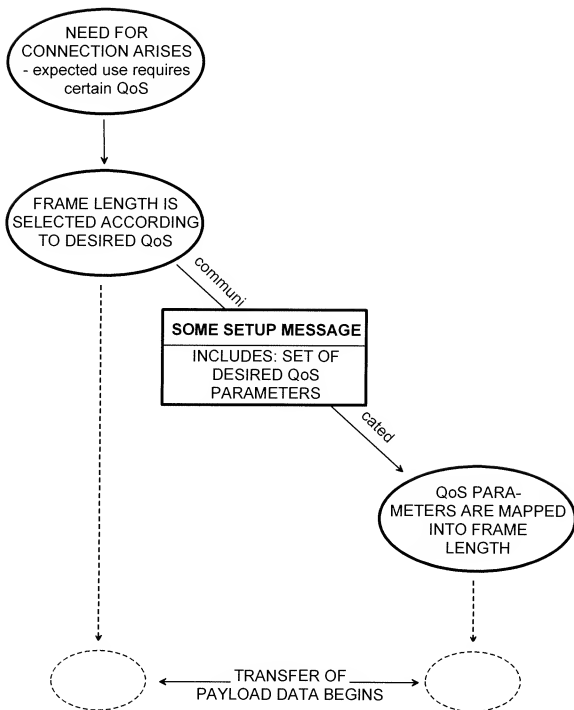 NEED FOR
CONNECTION ARISES
- expected use requires
certain QoS
FRAME LENGTH IS
SELECTED ACCORDING
TO DESIRED QoS
communi
SOME SETUP MESSAGE
INCLUDES: SET OF
DESIRED QoS
PARAMETERS
cated
QoS PARA-
METERS ARE MAPPED
INTO FRAME
LENGTH
TRANSFER OF
PAYLOAD DATA BEGINS